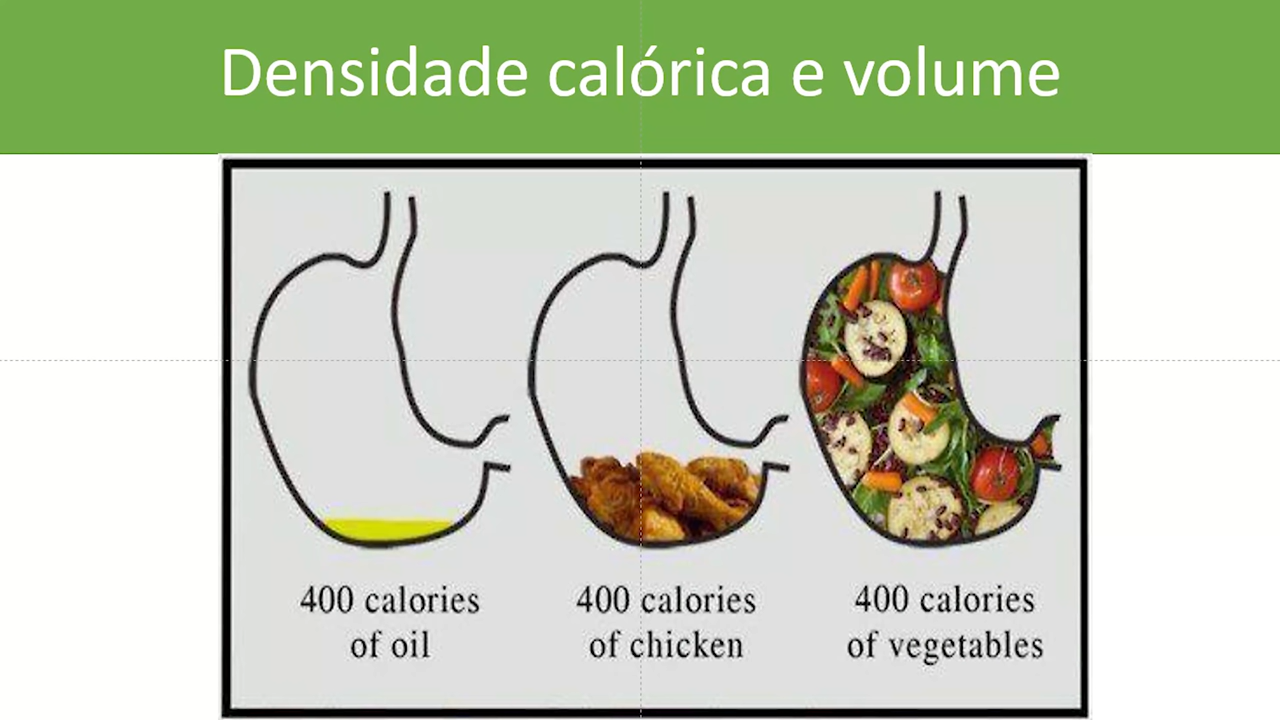 Densidade calórica e volume
400 calories
of oil
400 calories
of chicken
400 calories
of vegetables